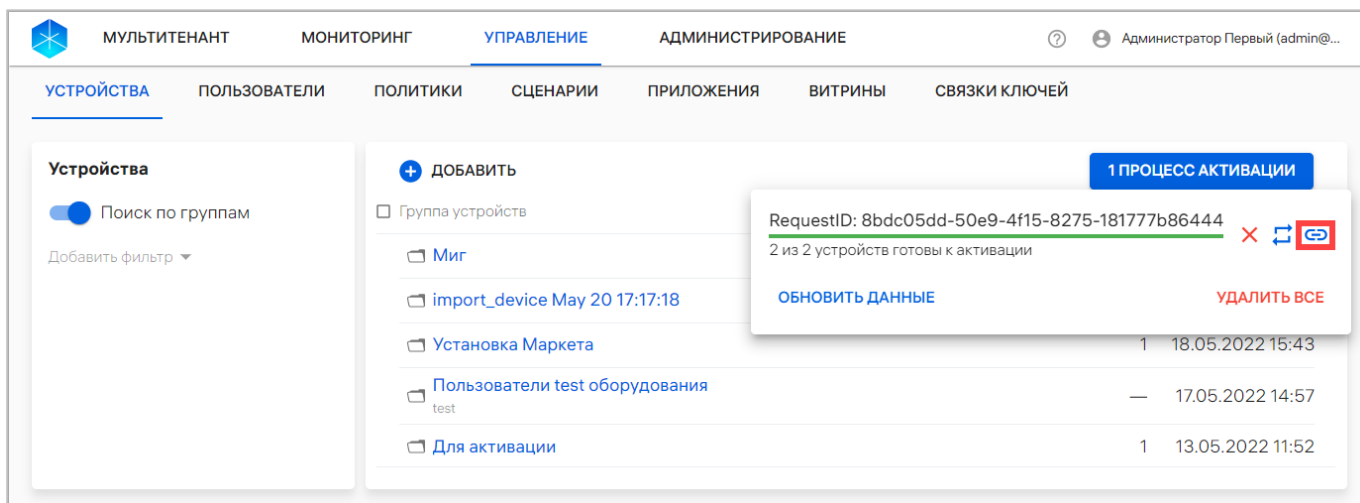 МУЛЬТИТЕНАНТ МОНИТОРИНГ УПРАВЛЕНИЕ АДМИНИСТРИРОВАНИЕ ? Администратор Первый (admin@...
УСТРОЙСТВА ПОЛЬЗОВАТЕЛИ ПОЛИТИКИ СЦЕНАРИИ ПРИЛОЖЕНИЯ ВИТРИНЫ СВЯЗКИ КЛЮЧЕЙ
Устройства
Поиск по группам
Добавить фильтр
ДОБАВИТЬ
1 ПРОЦЕСС АКТИВАЦИИ
Группа устройств
RequestID: 8bdc05dd-50e9-4f15-8275-181777b86444
2 из 2 устройств готовы к активации
ОБНОВИТЬ ДАННЫЕ УДАЛИТЬ ВСЕ
Миг
import_device May 20 17:17:18
Установка Маркета 1 18.05.2022 15:43
Пользователи test оборудования — 17.05.2022 14:57
test
Для активации 1 13.05.2022 11:52